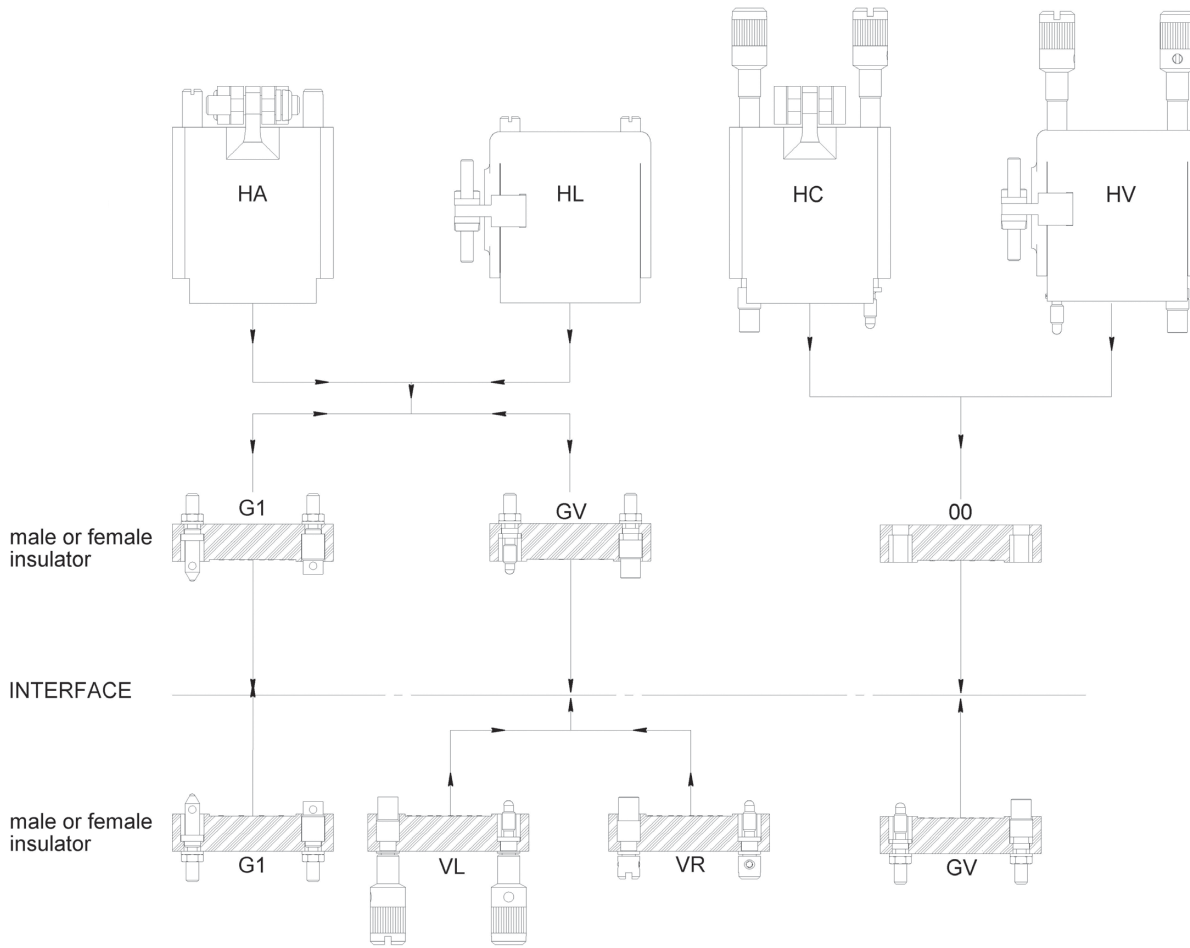 HA
HL
HC
HV
G1
GV
00
male or female
insulator
INTERFACE
male or female
insulator
G1
VL
VR
GV